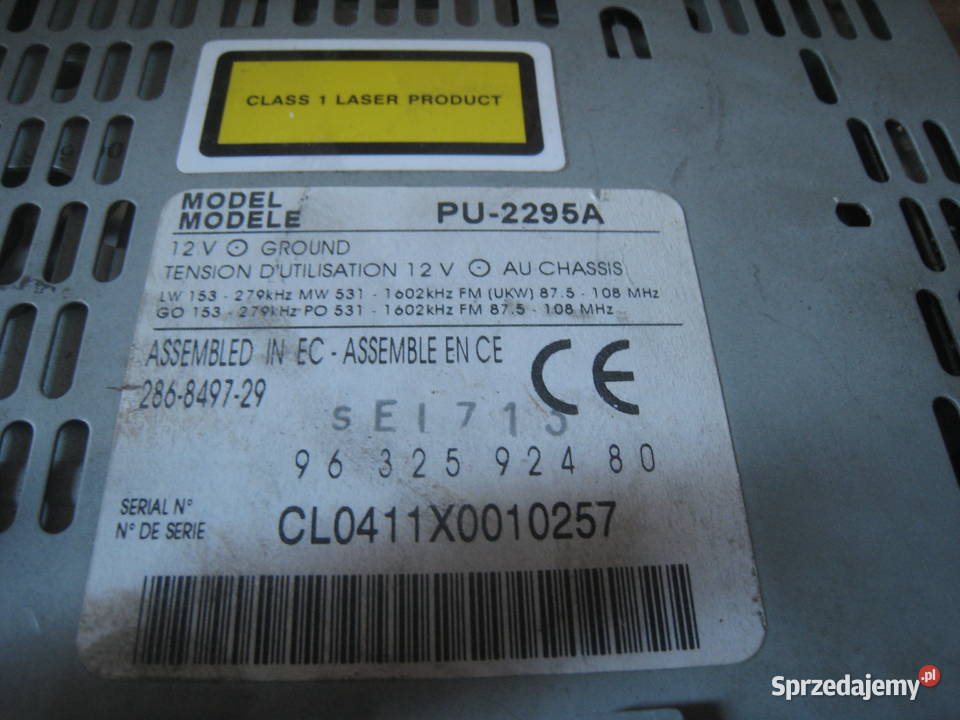 CLASS 1 LASER PRODUCT
MODEL
MODELE PU-2295A
12 V ⊙ GROUND
TENSION D'UTILISATION 12 V ⊙ AU CHASSIS
LW 153 - 279kHz MW 531 - 1602kHz FM (UKW) 87.5 - 108 MHz
GO 153 - 279kHz PO 531 - 1602kHz FM 87.5 - 108 MHz
ASSEMBLED IN EC - ASSEMBLE EN CE
CE
286-8497-29
SEI713
96 325 924 80
SERIAL N°
N° DE SERIE CL0411X0010257
Sprzedajemy.pl